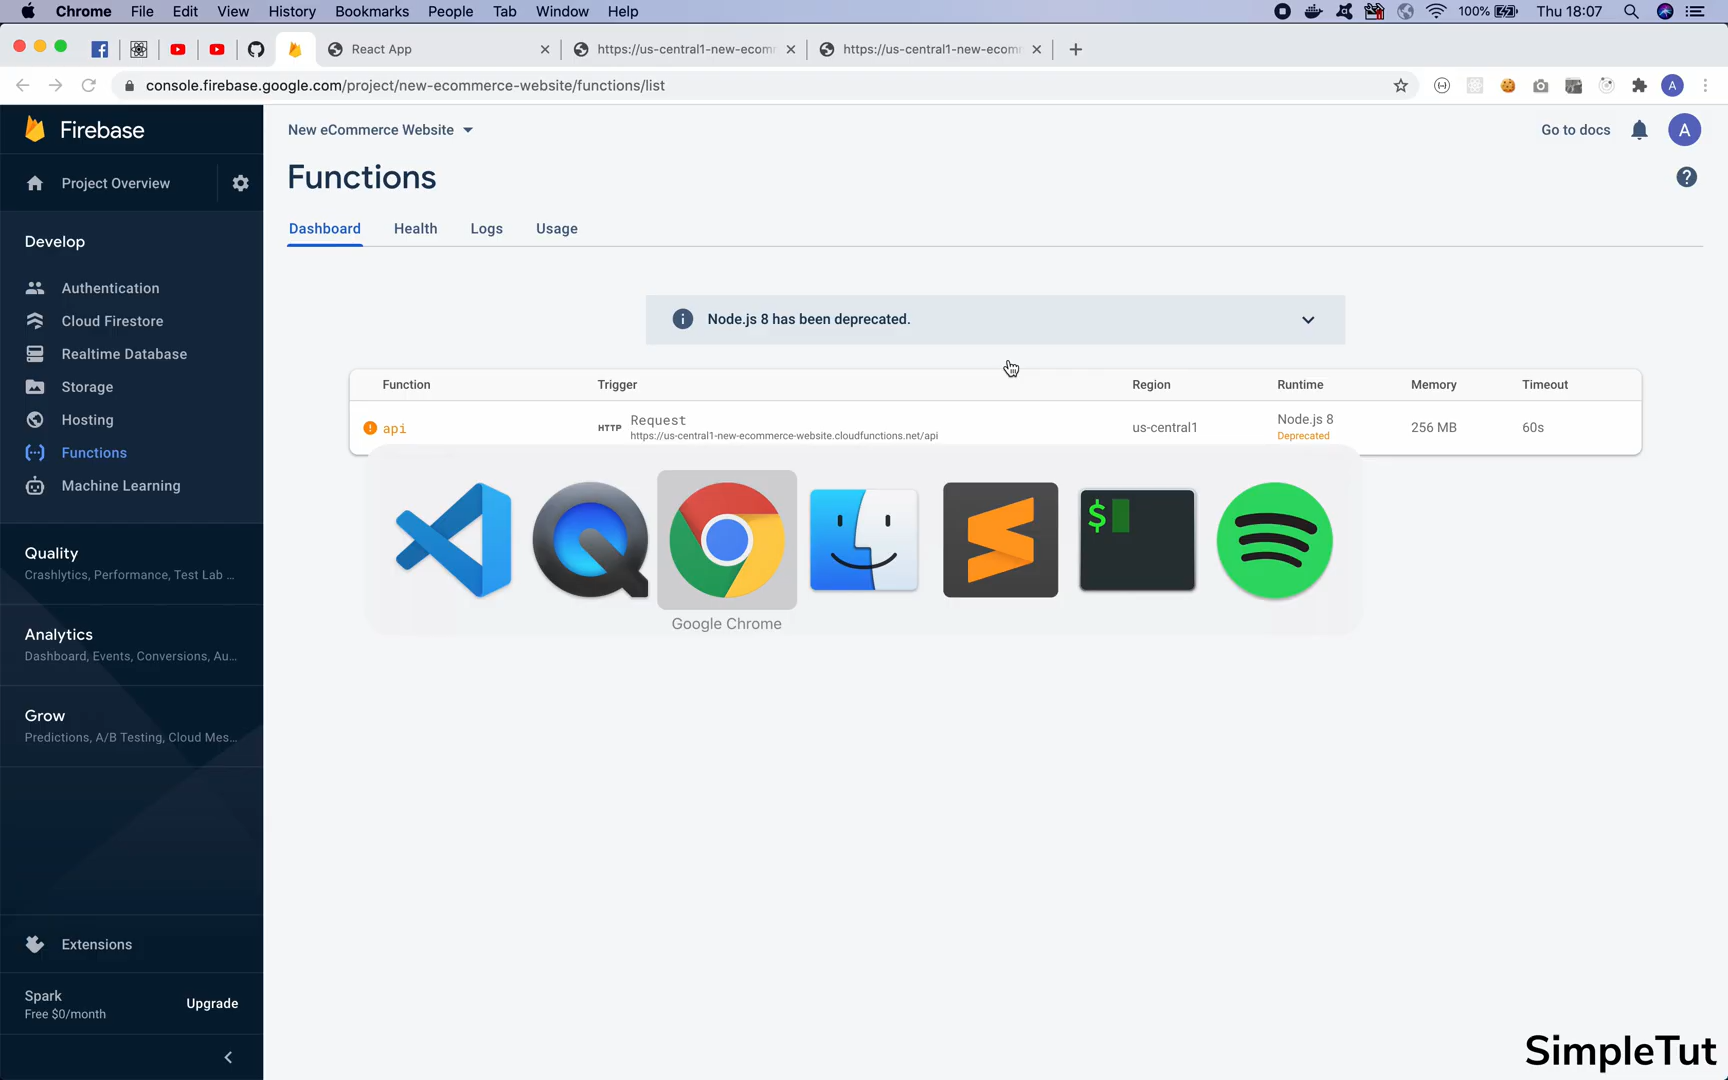 Chrome File Edit View History Bookmarks People Tab Window Help 100% Thu 18:07
React App https://us-central1-new-ecom https://us-central1-new-ecom
console.firebase.google.com/project/new-ecommerce-website/functions/list A
Firebase
New eCommerce Website
Go to docs
A
Project Overview
Functions
?
Dashboard
Health
Logs
Usage
Develop
Authentication
Cloud Firestore
Realtime Database
Storage
Hosting
Functions
Machine Learning
Node.js 8 has been deprecated.
Function Trigger Region Runtime Memory Timeout
api HTTP Request us-central1 Node.js 8 256 MB 60s
https://us-central1-new-ecommerce-website.cloudfunctions.net/api Deprecated
$
Google Chrome
Quality
Crashlytics, Performance, Test Lab ...
Analytics
Dashboard, Events, Conversions, Au...
Grow
Predictions, A/B Testing, Cloud Mes...
Extensions
Spark
Free $0/month
Upgrade
SimpleTut